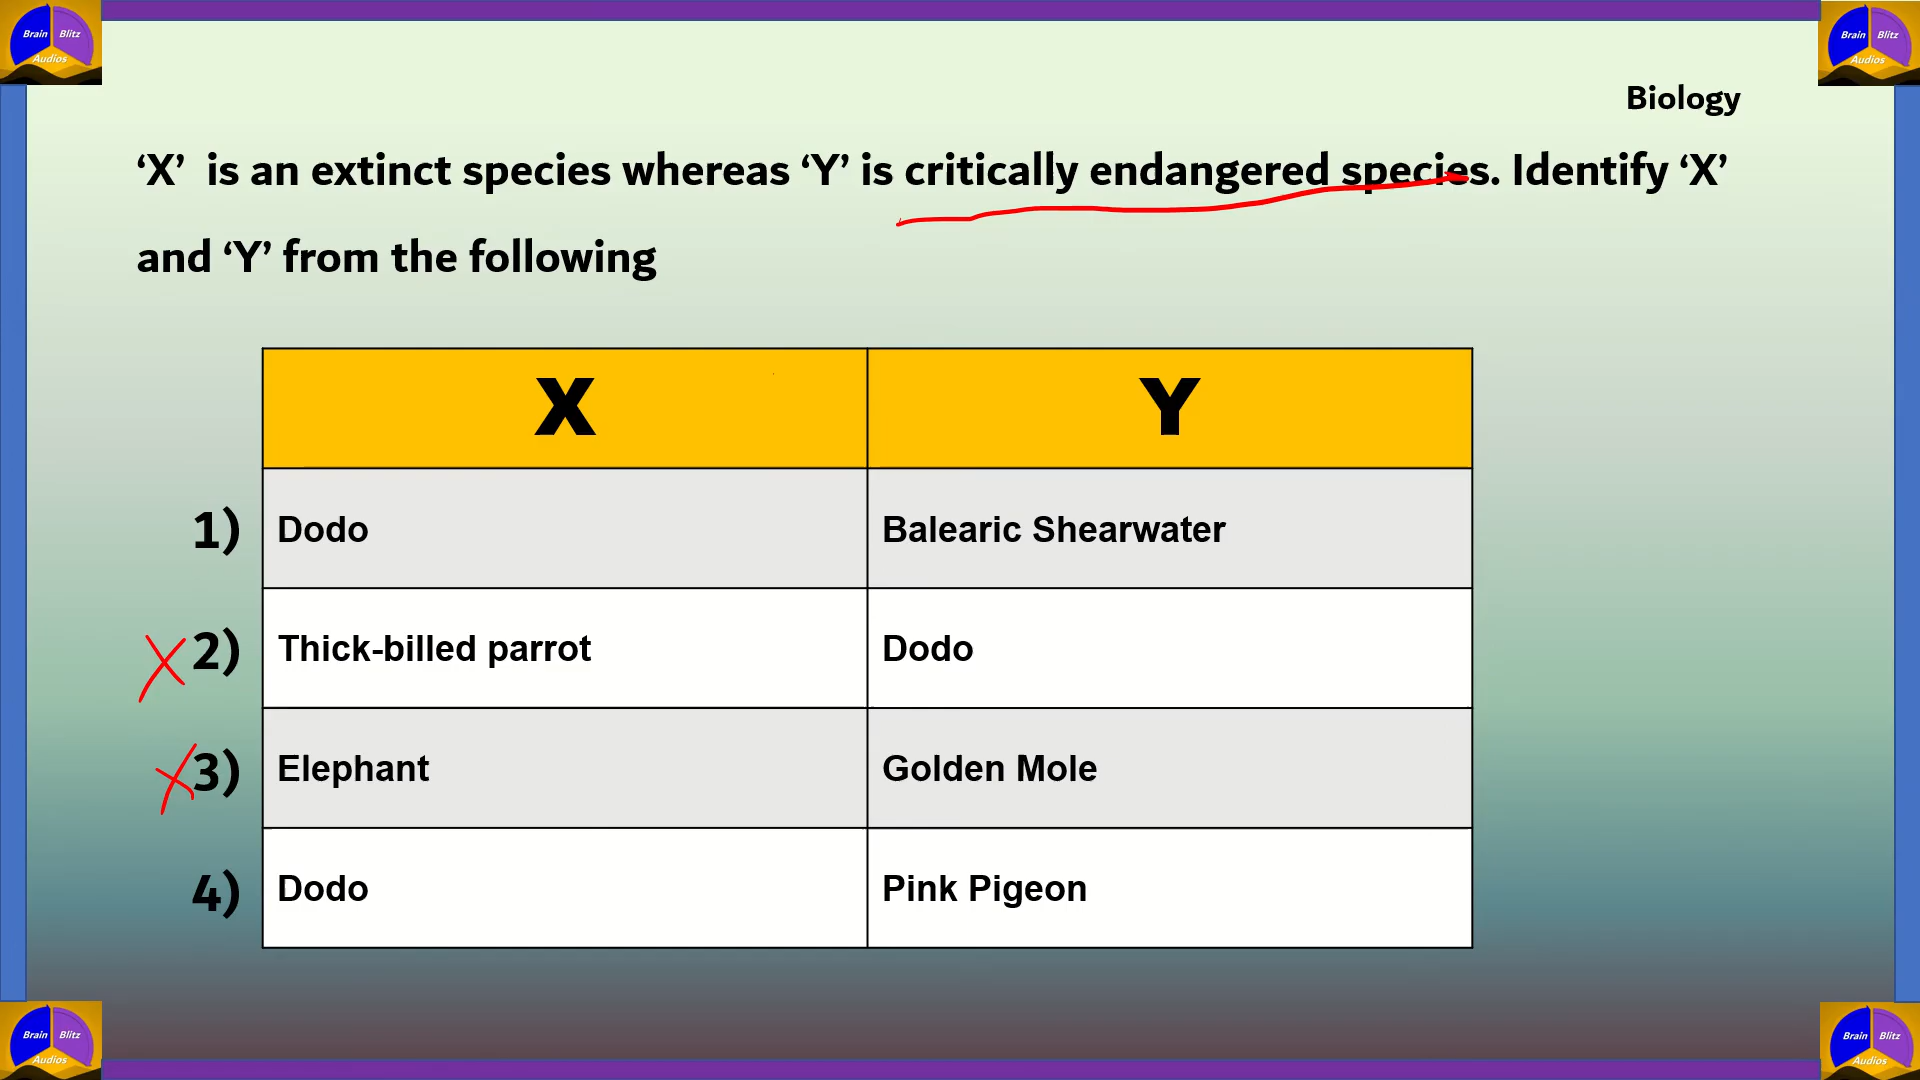 Brain Blitz
Audios
Brain Blitz
Audios
Biology
‘X’ is an extinct species whereas ‘Y’ is critically endangered species. Identify ‘X’
and ‘Y’ from the following
X Y
1) Dodo Balearic Shearwater
2) Thick-billed parrot Dodo
3) Elephant Golden Mole
4) Dodo Pink Pigeon
Brain Blitz
Audios
Brain Blitz
Audios